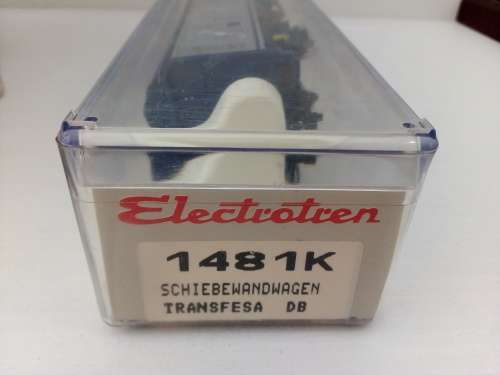 Electrotren
1481K
SCHIEBEWANDWAGEN
TRANSFESA DB